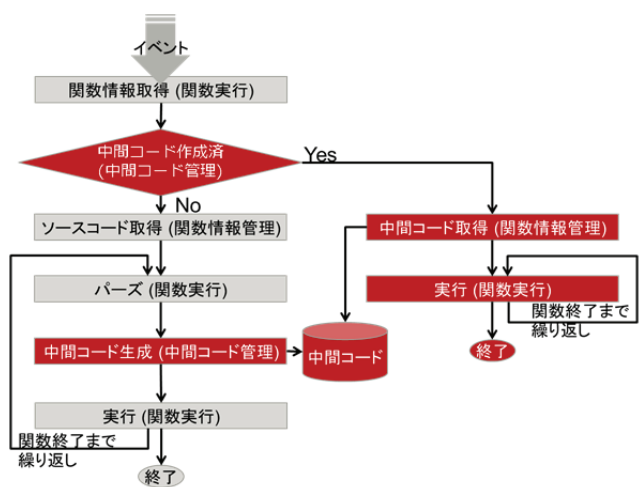 イベント
関数情報取得 (関数実行)
中間コード作成済
(中間コード管理)
Yes
No
ソースコード取得 (関数情報管理)
中間コード取得 (関数情報管理)
パーズ (関数実行)
実行 (関数実行)
関数終了まで
繰り返し
中間コード生成 (中間コード管理)
中間コード
終了
実行 (関数実行)
関数終了まで
繰り返し
終了